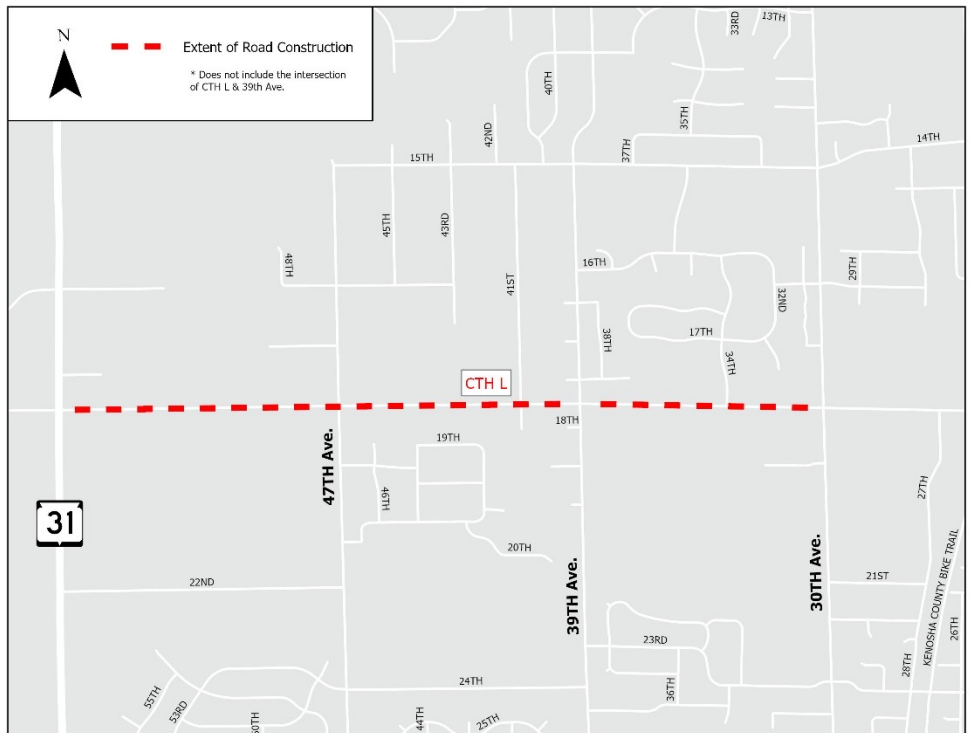 N
Extent of Road Construction
* Does not include the intersection
of CTH L & 39th Ave.
33RD
13TH
40TH
35TH
42ND
37TH
14TH
15TH
45TH
43RD
48TH
41ST
16TH
29TH
32ND
38TH
17TH
34TH
CTH L
18TH
19TH
47TH Ave.
46TH
27TH
31
20TH
39TH Ave.
30TH Ave.
22ND
21ST
KENOSHA COUNTY BIKE TRAIL
26TH
23RD
28TH
24TH
36TH
55TH
53RD
50TH
44TH
25TH